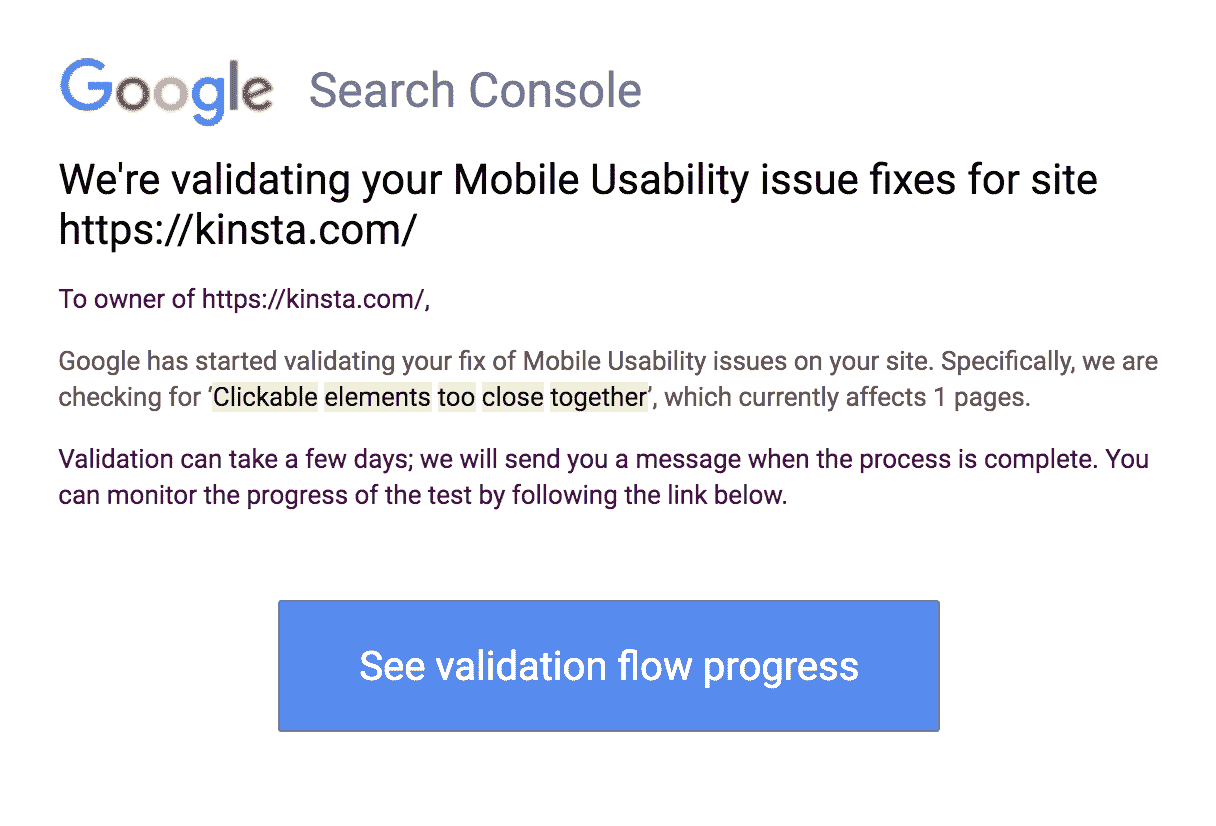 Google Search Console
We're validating your Mobile Usability issue fixes for site
https://kinsta.com/
To owner of https://kinsta.com/,
Google has started validating your fix of Mobile Usability issues on your site. Specifically, we are
checking for ‘Clickable elements too close together’, which currently affects 1 pages.
Validation can take a few days; we will send you a message when the process is complete. You
can monitor the progress of the test by following the link below.
See validation flow progress